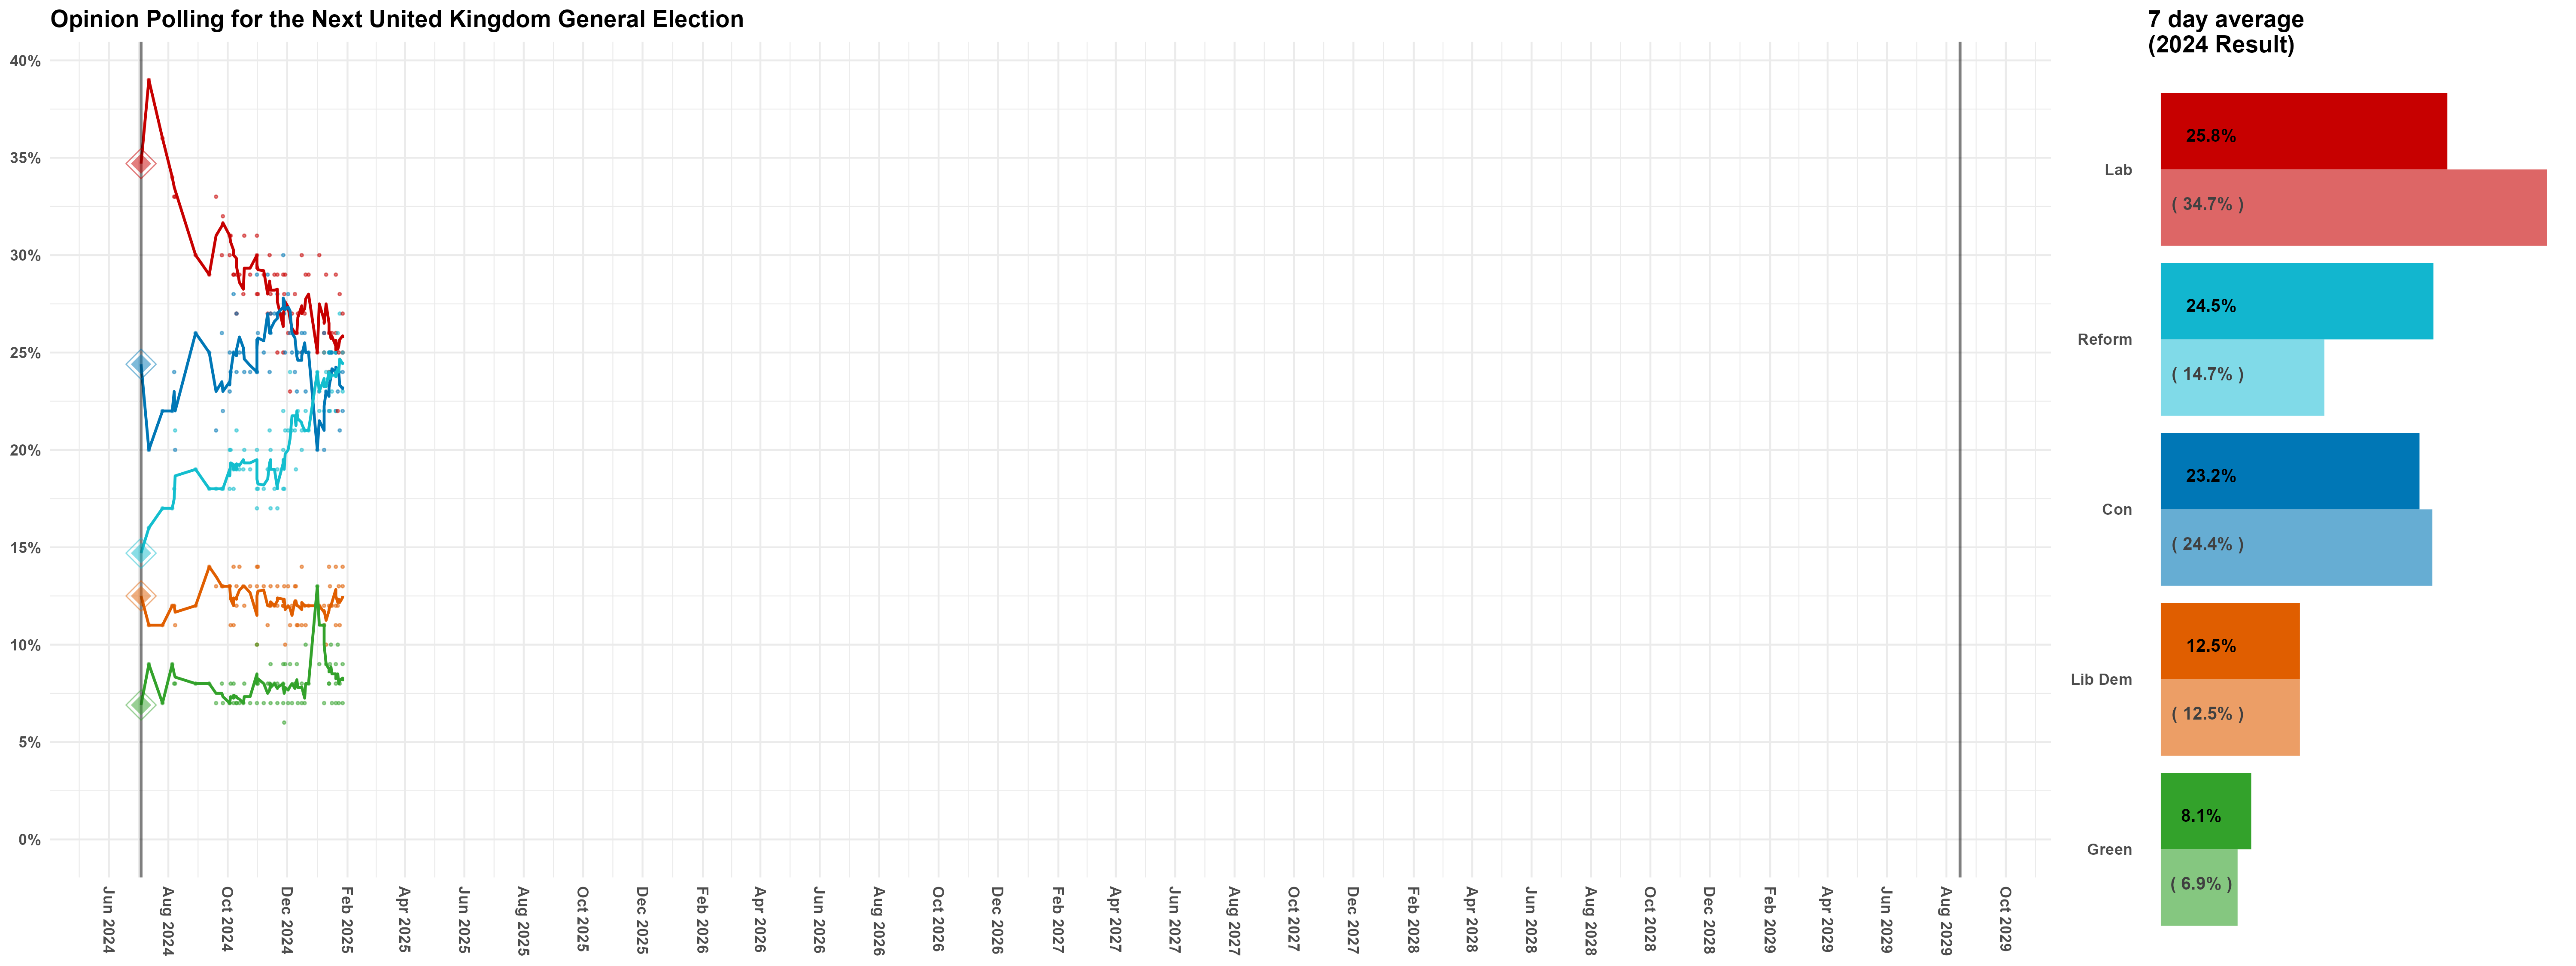 Opinion Polling for the Next United Kingdom General Election
40%
35%
30%
25%
20%
15%
10%
5%
0%
Jun 2024
Aug 2024
Oct 2024
Dec 2024
Feb 2025
Apr 2025
Jun 2025
Aug 2025
Oct 2025
Dec 2025
Feb 2026
Apr 2026
Jun 2026
Aug 2026
Oct 2026
Dec 2026
Feb 2027
Apr 2027
Jun 2027
Aug 2027
Oct 2027
Dec 2027
Feb 2028
Apr 2028
Jun 2028
Aug 2028
Oct 2028
Dec 2028
Feb 2029
Apr 2029
Jun 2029
Aug 2029
Oct 2029
7 day average
(2024 Result)
Lab
25.8%
( 34.7% )
Reform
24.5%
( 14.7% )
Con
23.2%
( 24.4% )
Lib Dem
12.5%
( 12.5% )
Green
8.1%
( 6.9% )